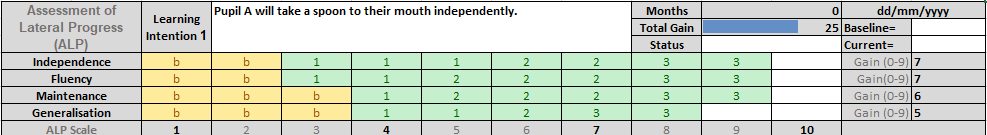 Assessment of Lateral Progress (ALP) Learning Intention 1 Pupil A will take a spoon to their mouth independently. Months 0 dd/mm/yyyy
Total Gain 25 Baseline=
Status Current=
Independence b b 1 1 1 2 2 3 3 Gain (0-9) 7
Fluency b b 1 1 2 2 2 3 3 Gain(0-9) 7
Maintenance b b b 1 2 2 2 3 3 Gain (0-9) 6
Generalisation b b b 1 1 2 3 3 Gain (0-9) 5
ALP Scale 1 2 3 4 5 6 7 8 9 10